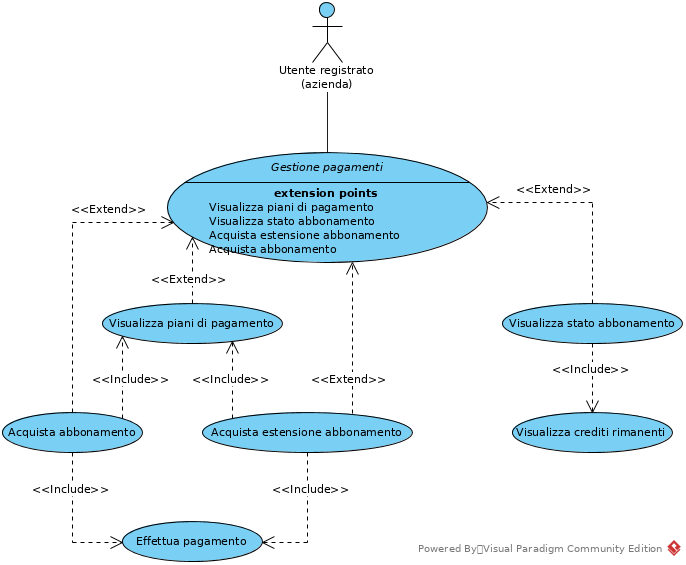 Utente registrato
(azienda)
Gestione pagamenti
extension points
Visualizza piani di pagamento
Visualizza stato abbonamento
Acquista estensione abbonamento
Acquista abbonamento
<<Extend>>
<<Extend>>
<<Extend>>
Visualizza piani di pagamento
Visualizza stato abbonamento
<<Include>>
<<Include>>
<<Extend>>
<<Include>>
Acquista abbonamento
Acquista estensione abbonamento
Visualizza crediti rimanenti
<<Include>>
<<Include>>
Effettua pagamento
Powered By Visual Paradigm Community Edition